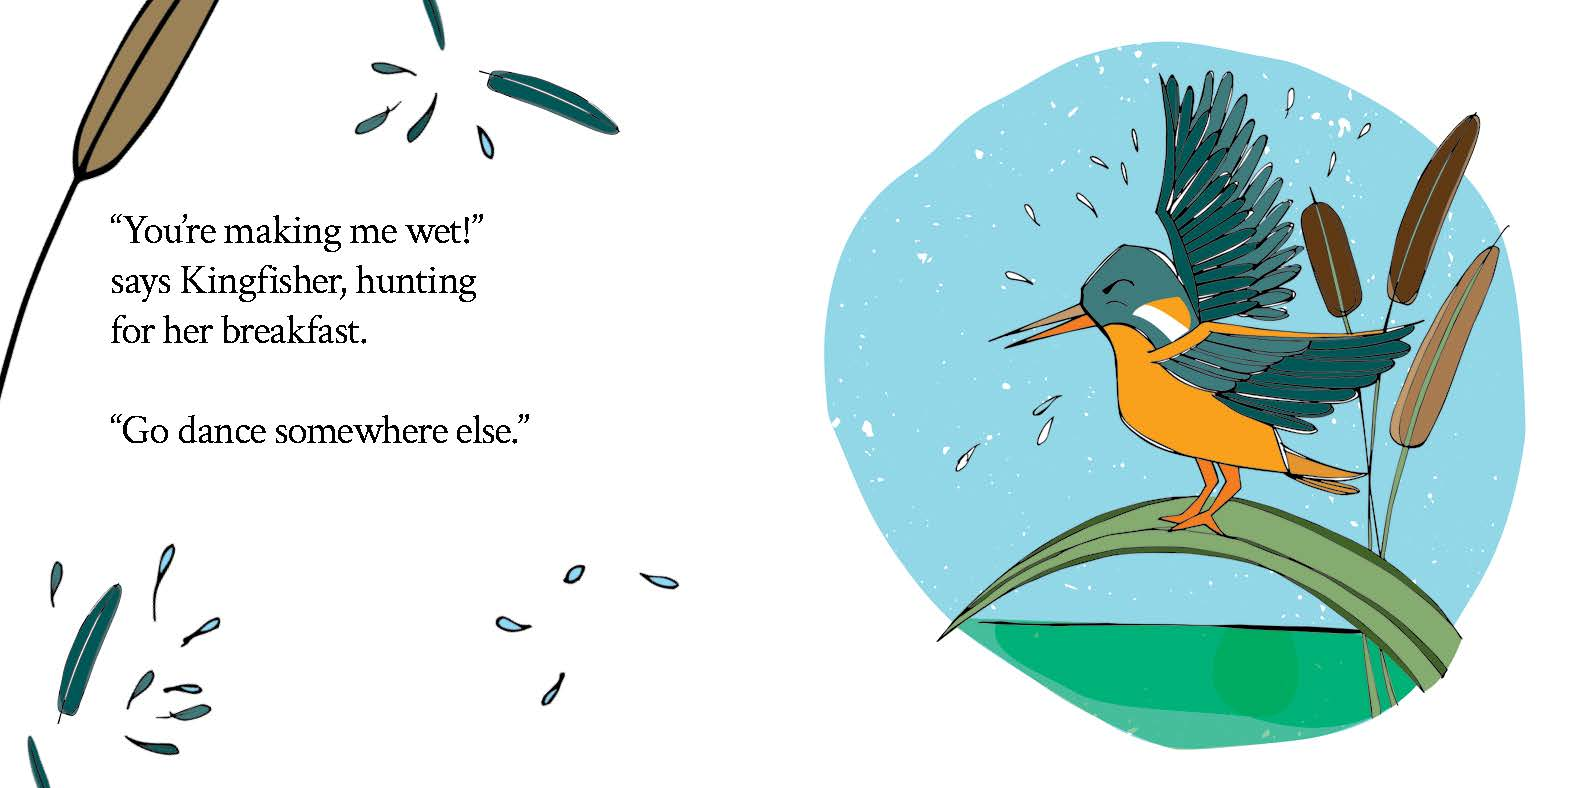 “You’re making me wet!”
says Kingfisher, hunting
for her breakfast.
“Go dance somewhere else.”